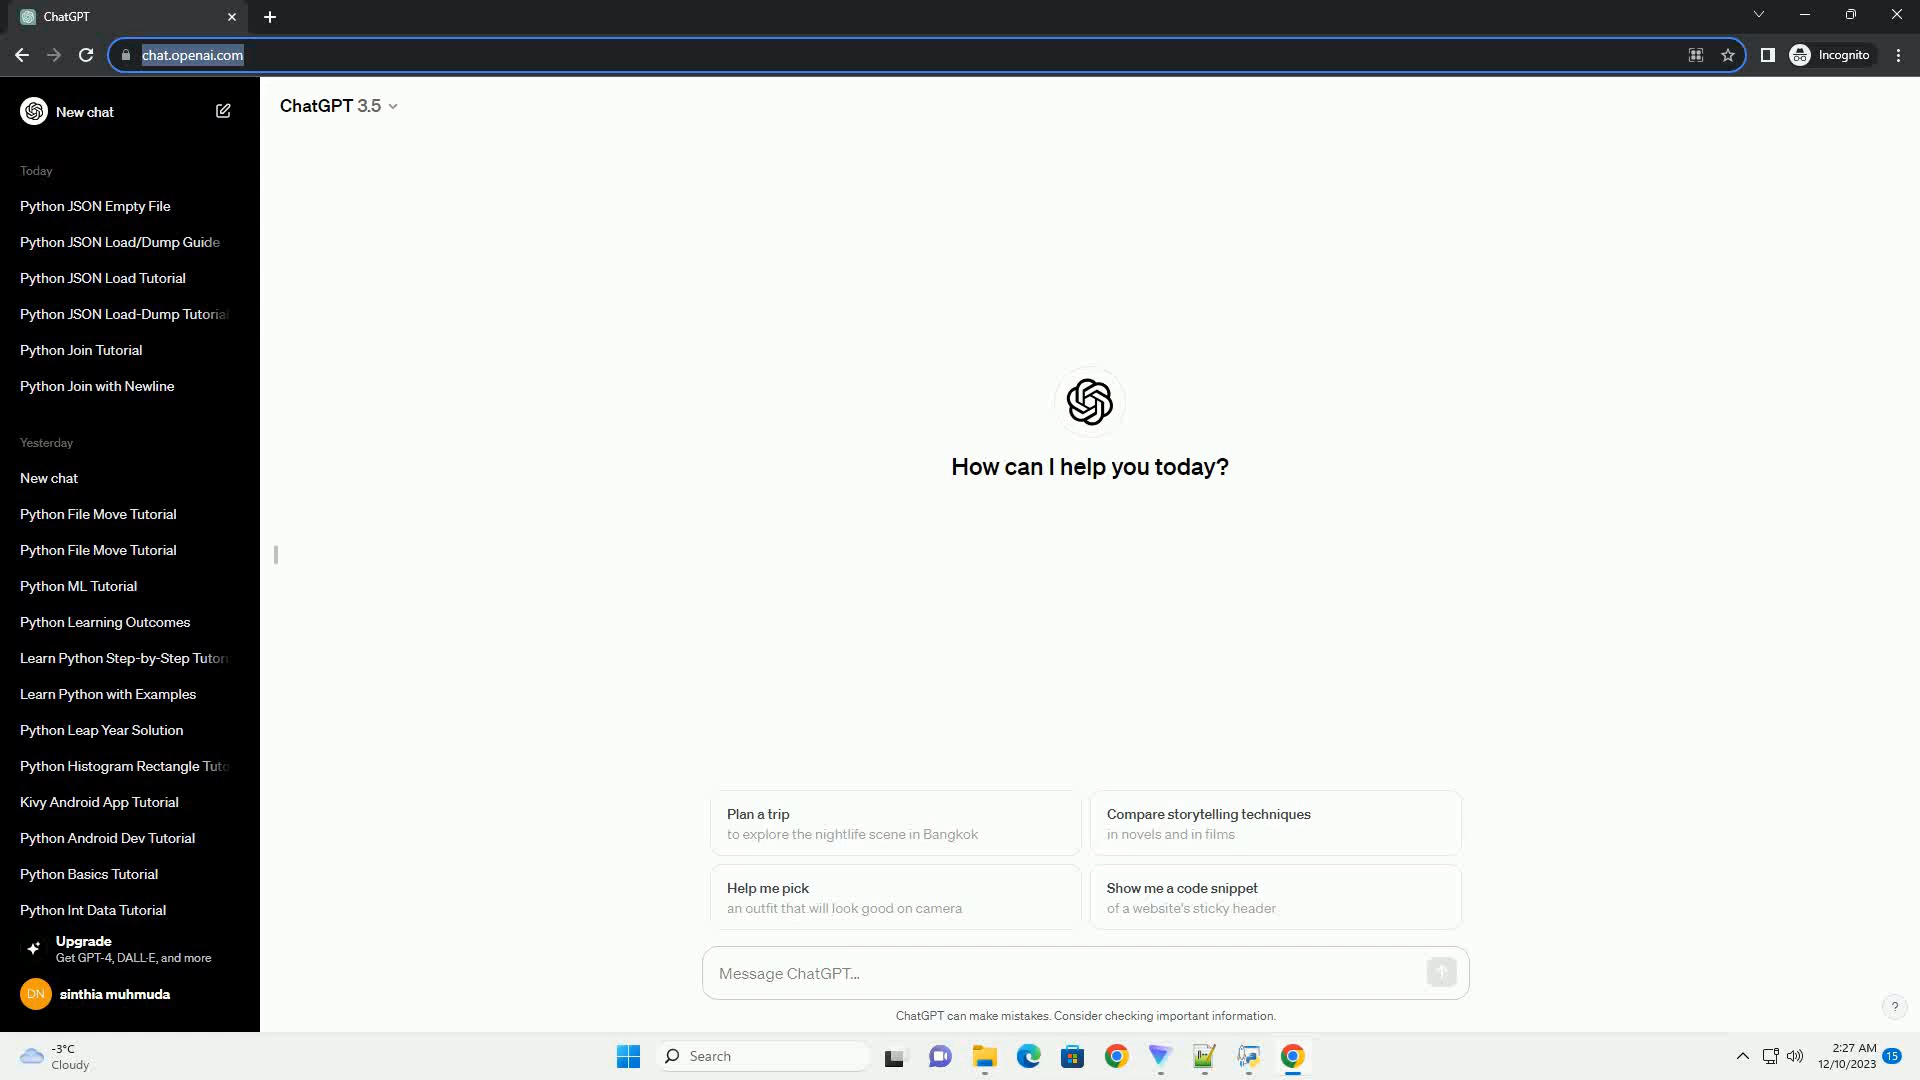 ChatGPT
chat.openai.com
Incognito
New chat
ChatGPT 3.5
Today
Python JSON Empty File
Python JSON Load/Dump Guide
Python JSON Load Tutorial
Python JSON Load-Dump Tutorial
Python Join Tutorial
Python Join with Newline
Yesterday
New chat
Python File Move Tutorial
Python File Move Tutorial
Python ML Tutorial
Python Learning Outcomes
Learn Python Step-by-Step Tutor
Learn Python with Examples
Python Leap Year Solution
Python Histogram Rectangle Tuto
Kivy Android App Tutorial
Python Android Dev Tutorial
Python Basics Tutorial
Python Int Data Tutorial
Upgrade
Get GPT-4, DALL·E, and more
DN
sinthia muhmuda
How can I help you today?
Plan a trip
to explore the nightlife scene in Bangkok
Compare storytelling techniques
in novels and in films
Help me pick
an outfit that will look good on camera
Show me a code snippet
of a website's sticky header
Message ChatGPT...
ChatGPT can make mistakes. Consider checking important information.
?
-3°C
Cloudy
Search
2:27 AM
12/10/2023
15